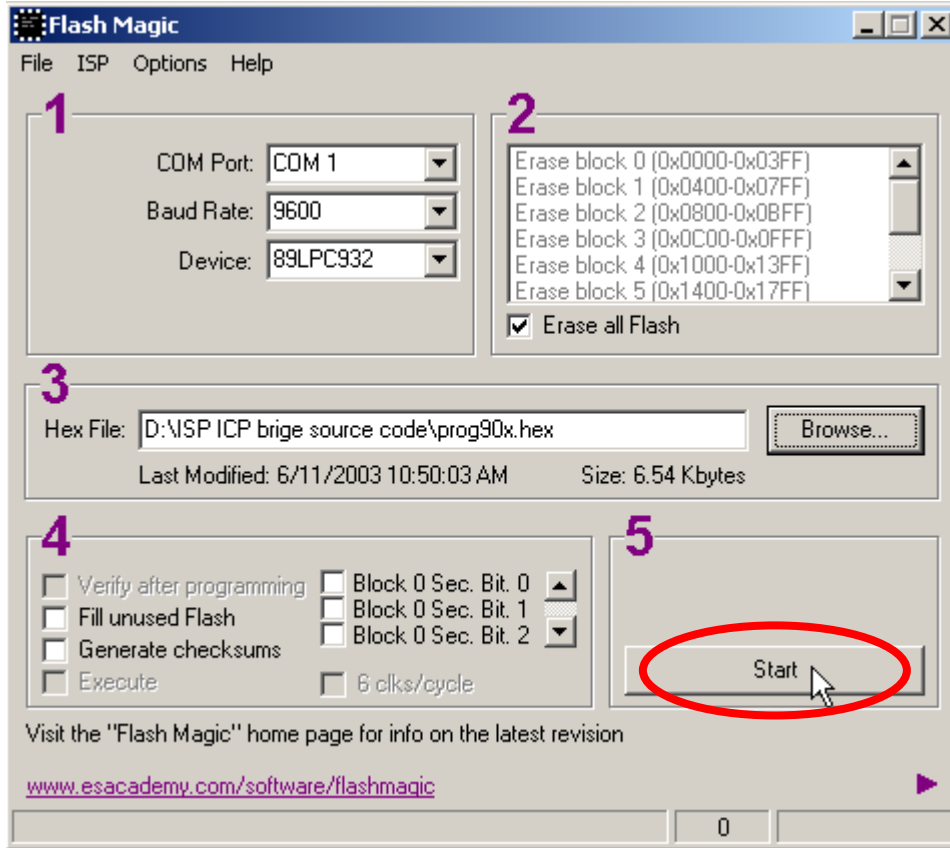 Flash Magic
File ISP Options Help
1
COM Port: COM 1
Baud Rate: 9600
Device: 89LPC932
2
Erase block 0 (0x0000-0x03FF)
Erase block 1 (0x0400-0x07FF)
Erase block 2 (0x0800-0x0BFF)
Erase block 3 (0x0C00-0x0FFF)
Erase block 4 (0x1000-0x13FF)
Erase block 5 (0x1400-0x17FF)
Erase all Flash
3
Hex File: D:\ISP ICP brige source code\prog90x.hex Browse...
Last Modified: 6/11/2003 10:50:03 AM Size: 6.54 Kbytes
4
Verify after programming
Fill unused Flash
Generate checksums
Execute
Block 0 Sec. Bit. 0
Block 0 Sec. Bit. 1
Block 0 Sec. Bit. 2
6 clks/cycle
5
Start
Visit the "Flash Magic" home page for info on the latest revision
www.esacademy.com/software/flashmagic
0